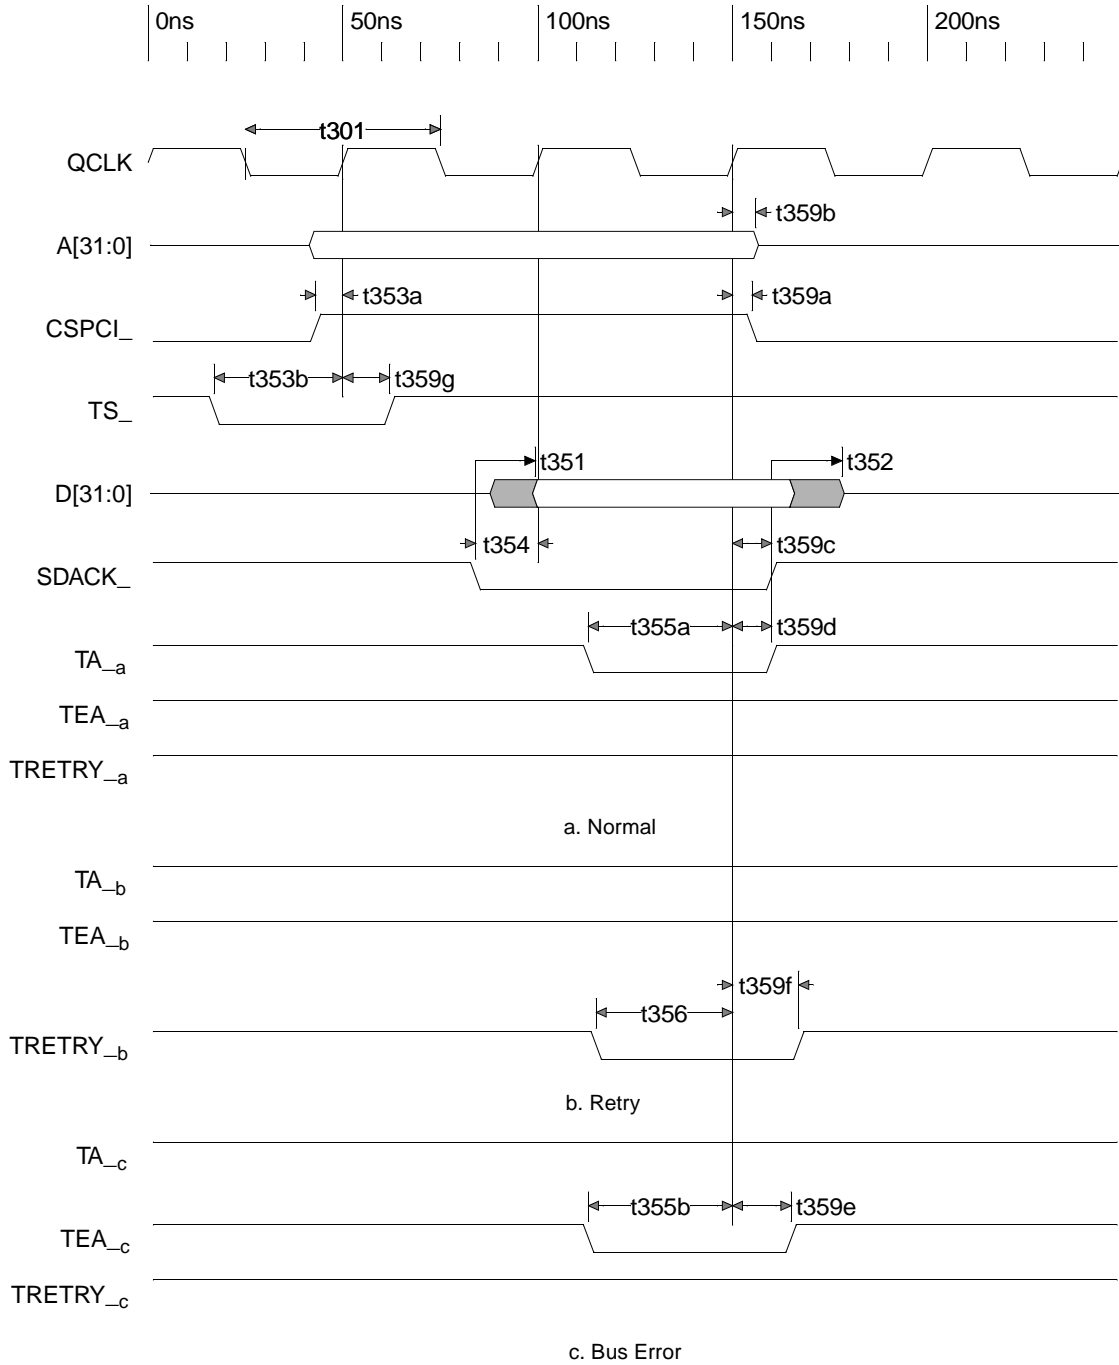 0ns 50ns 100ns 150ns 200ns
t301
QCLK
t359b
A[31:0]
t353a t359a
CSPCI_
t353b t359g
TS_
t351 t352
D[31:0]
t354 t359c
SDACK_
t355a t359d
TA_a
TEA_a
TRETRY_a
a. Normal
TA_b
TEA_b
t359f
t356
TRETRY_b
b. Retry
TA_c
t355b t359e
TEA_c
TRETRY_c
c. Bus Error